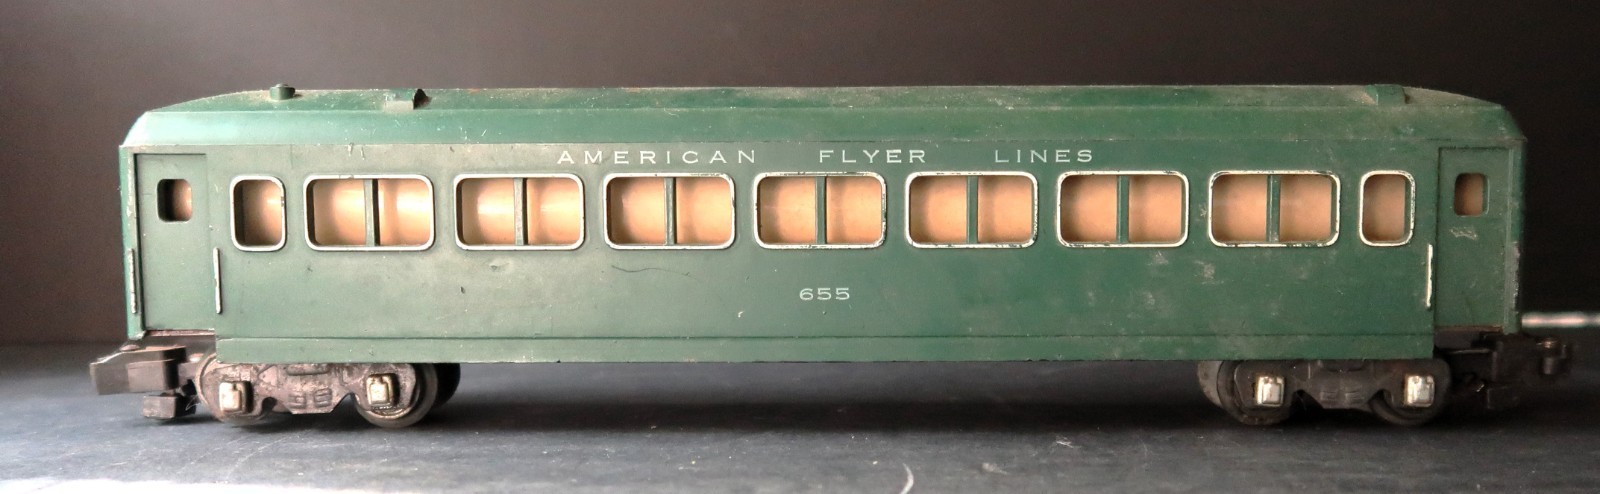 AMERICAN FLYER LINES
655